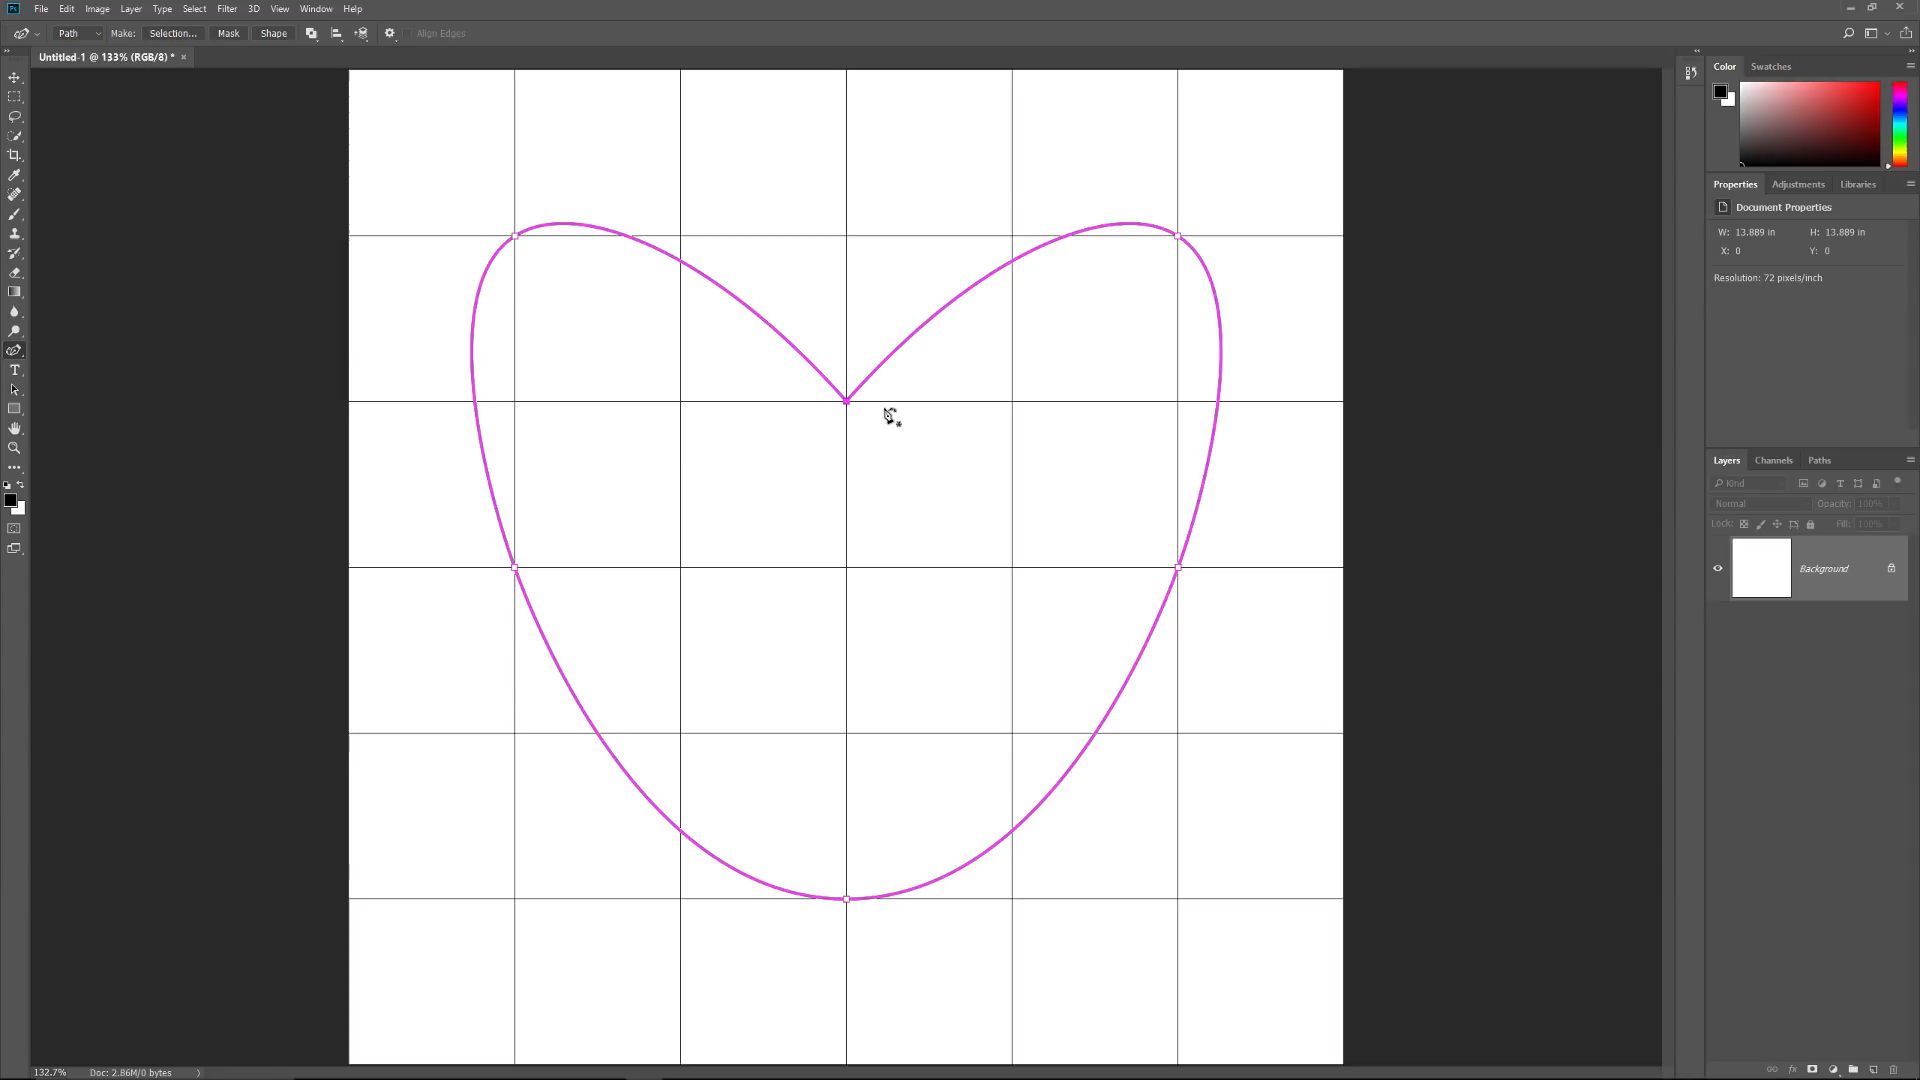 Ps File Edit Image Layer Type Select Filter 3D View Window Help
Path Make: Selection... Mask Shape Align Edges
Untitled-1 @ 133% (RGB/8) * ×
Color Swatches
Properties Adjustments Libraries
Document Properties
W: 13.889 in H: 13.889 in
X: 0 Y: 0
Resolution: 72 pixels/inch
Layers Channels Paths
Kind
Normal Opacity: 100%
Lock: Fill: 100%
Background
132.7% Doc: 2.86M/0 bytes